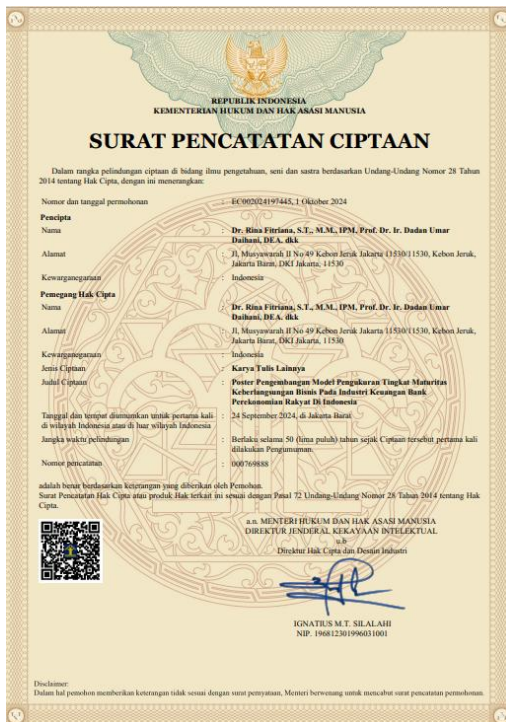 REPUBLIK INDONESIA
KEMENTERIAN HUKUM DAN HAK ASASI MANUSIA
SURAT PENCATATAN CIPTAAN
Dalam rangka pelindungan ciptaan di bidang ilmu pengetahuan, seni dan sastra berdasarkan Undang-Undang Nomor 28 Tahun
2014 tentang Hak Cipta, dengan ini menerangkan:
Nomor dan tanggal permohonan : EC002024197445, 1 Oktober 2024
Pencipta
Nama : Dr. Rina Fitriana, S.T., M.M., IPM, Prof. Dr. Ir. Dadan Umar
Daihani, DEA, dkk
Alamat : Jl, Musyawarah II No 49 Kebon Jeruk Jakarta 11530/11530, Kebon Jeruk,
Jakarta Barat, DKI Jakarta, 11530
Kewarganegaraan : Indonesia
Pemegang Hak Cipta
Nama : Dr. Rina Fitriana, S.T., M.M., IPM, Prof. Dr. Ir. Dadan Umar
Daihani, DEA, dkk
Alamat : Jl, Musyawarah II No 49 Kebon Jeruk Jakarta 11530/11530, Kebon Jeruk,
Jakarta Barat, DKI Jakarta, 11530
Kewarganegaraan : Indonesia
Jenis Ciptaan : Karya Tulis Lainnya
Judul Ciptaan : Poster Pengembangan Model Pengukuran Tingkat Maturitas
Keberlangsungan Bisnis Pada Industri Keuangan Bank
Perekonomian Rakyat Di Indonesia
Tanggal dan tempat diumumkan untuk pertama kali : 24 September 2024, di Jakarta Barat
di wilayah Indonesia atau di luar wilayah Indonesia
Jangka waktu pelindungan : Berlaku selama 50 (lima puluh) tahun sejak Ciptaan tersebut pertama kali
dilakukan Pengumuman.
Nomor pencatatan : 000769888
adalah benar berdasarkan keterangan yang diberikan oleh Pemohon.
Surat Pencatatan Hak Cipta atau produk Hak terkait ini sesuai dengan Pasal 72 Undang-Undang Nomor 28 Tahun 2014 tentang Hak
Cipta.
a.n. MENTERI HUKUM DAN HAK ASASI MANUSIA
DIREKTUR JENDERAL KEKAYAAN INTELEKTUAL
u.b
Direktur Hak Cipta dan Desain Industri
IGNATIUS M.T. SILALAHI
NIP. 196812301996031001
Disclaimer:
Dalam hal pemohon memberikan keterangan tidak sesuai dengan surat pernyataan, Menteri berwenang untuk mencabut surat pencatatan permohonan.